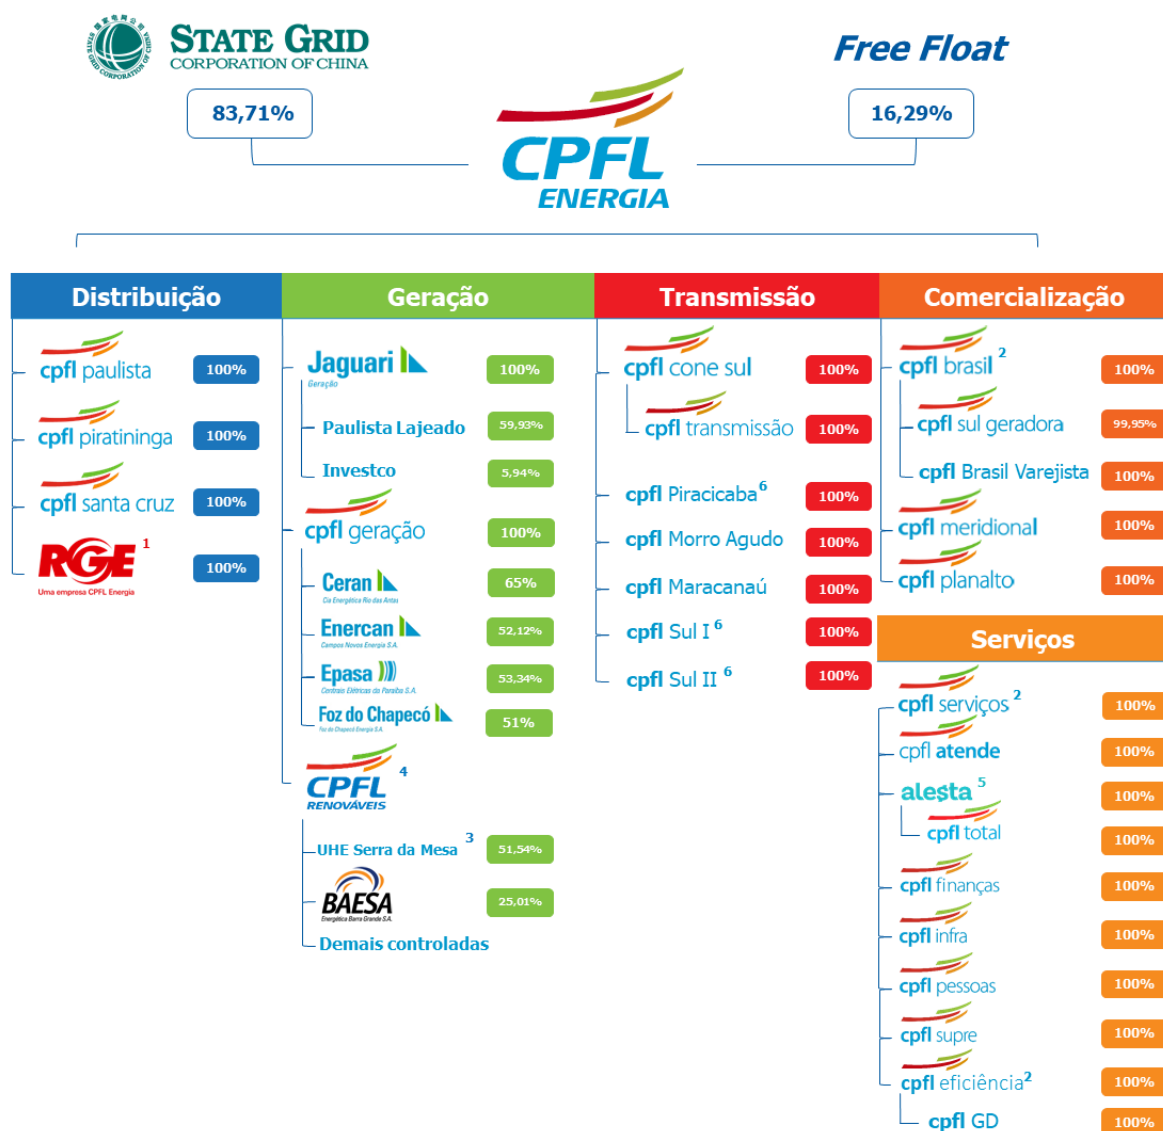 STATE GRID
CORPORATION OF CHINA
Free Float
83,71%
16,29%
CPFL
ENERGIA
Distribuição
cpfl paulista 100%
cpfl piratininga 100%
cpfl santa cruz 100%
RGE 1 100%
Uma empresa CPFL Energia
Geração
Jaguari 100%
Geração
Paulista Lajeado 59,93%
Investco 5,94%
cpfl geração 100%
Ceran 65%
Cia Energética Rio das Antas
Enercan 52,12%
Campos Novos Energia S.A.
Epasa 53,34%
Centrais Elétricas da Paraíba S.A.
Foz do Chapecó 51%
Foz do Chapecó Energia S.A.
CPFL 4
RENOVÁVEIS
UHE Serra da Mesa 3 51,54%
BAESA 25,01%
Energética Barra Grande S.A.
Demais controladas
Transmissão
cpfl cone sul 100%
cpfl transmissão 100%
cpfl Piracicaba 6 100%
cpfl Morro Agudo 100%
cpfl Maracanaú 100%
cpfl Sul I 6 100%
cpfl Sul II 6 100%
Comercialização
cpfl brasil 2 100%
cpfl sul geradora 99,95%
cpfl Brasil Varejista 100%
cpfl meridional 100%
cpfl planalto 100%
Serviços
cpfl serviços 2 100%
cpfl atende 100%
alesta 5 100%
cpfl total 100%
cpfl finanças 100%
cpfl infra 100%
cpfl pessoas 100%
cpfl supre 100%
cpfl eficiência 2 100%
cpfl GD 100%